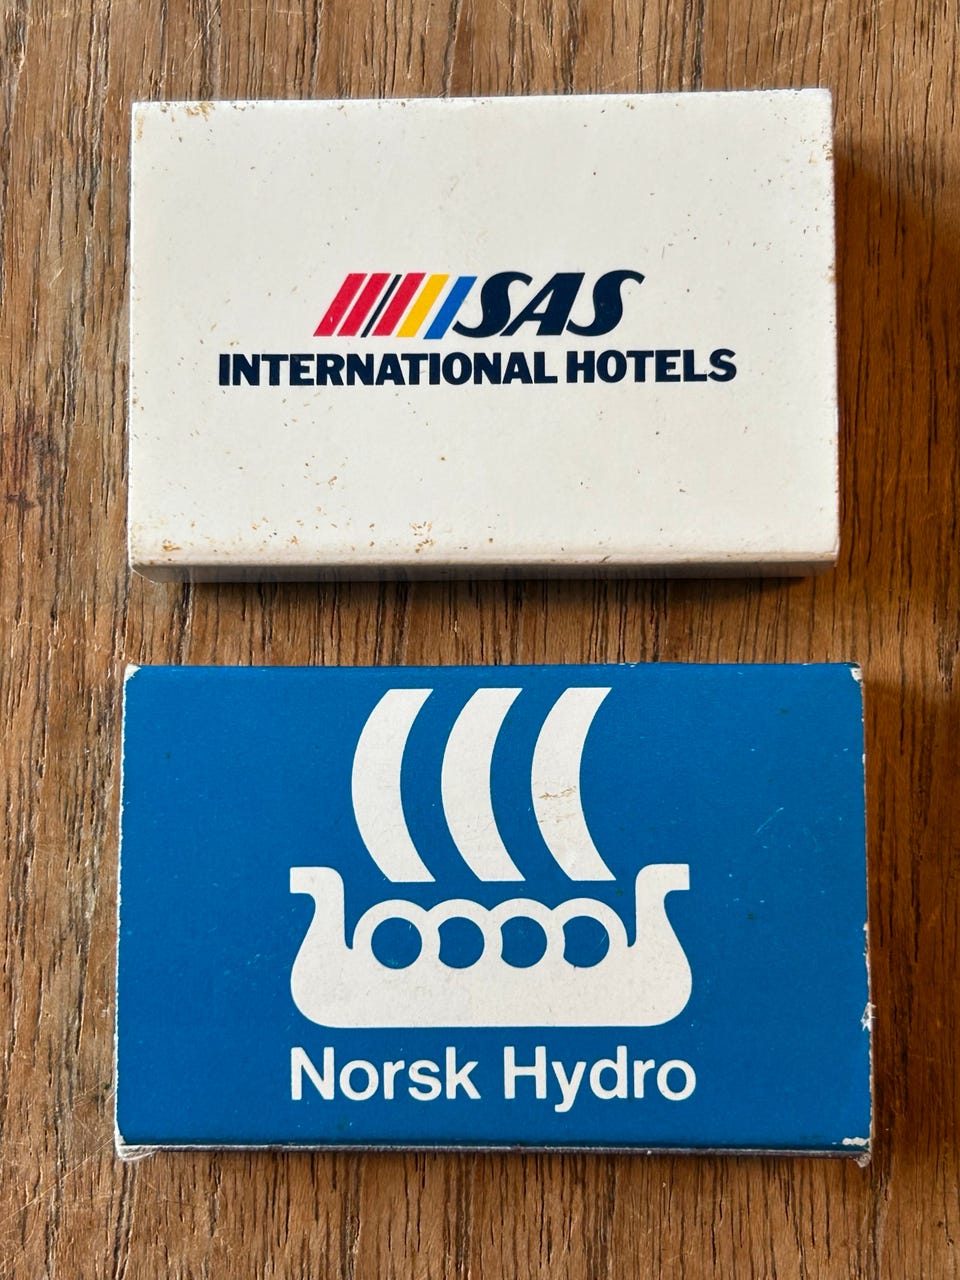 SAS
INTERNATIONAL HOTELS
Norsk Hydro